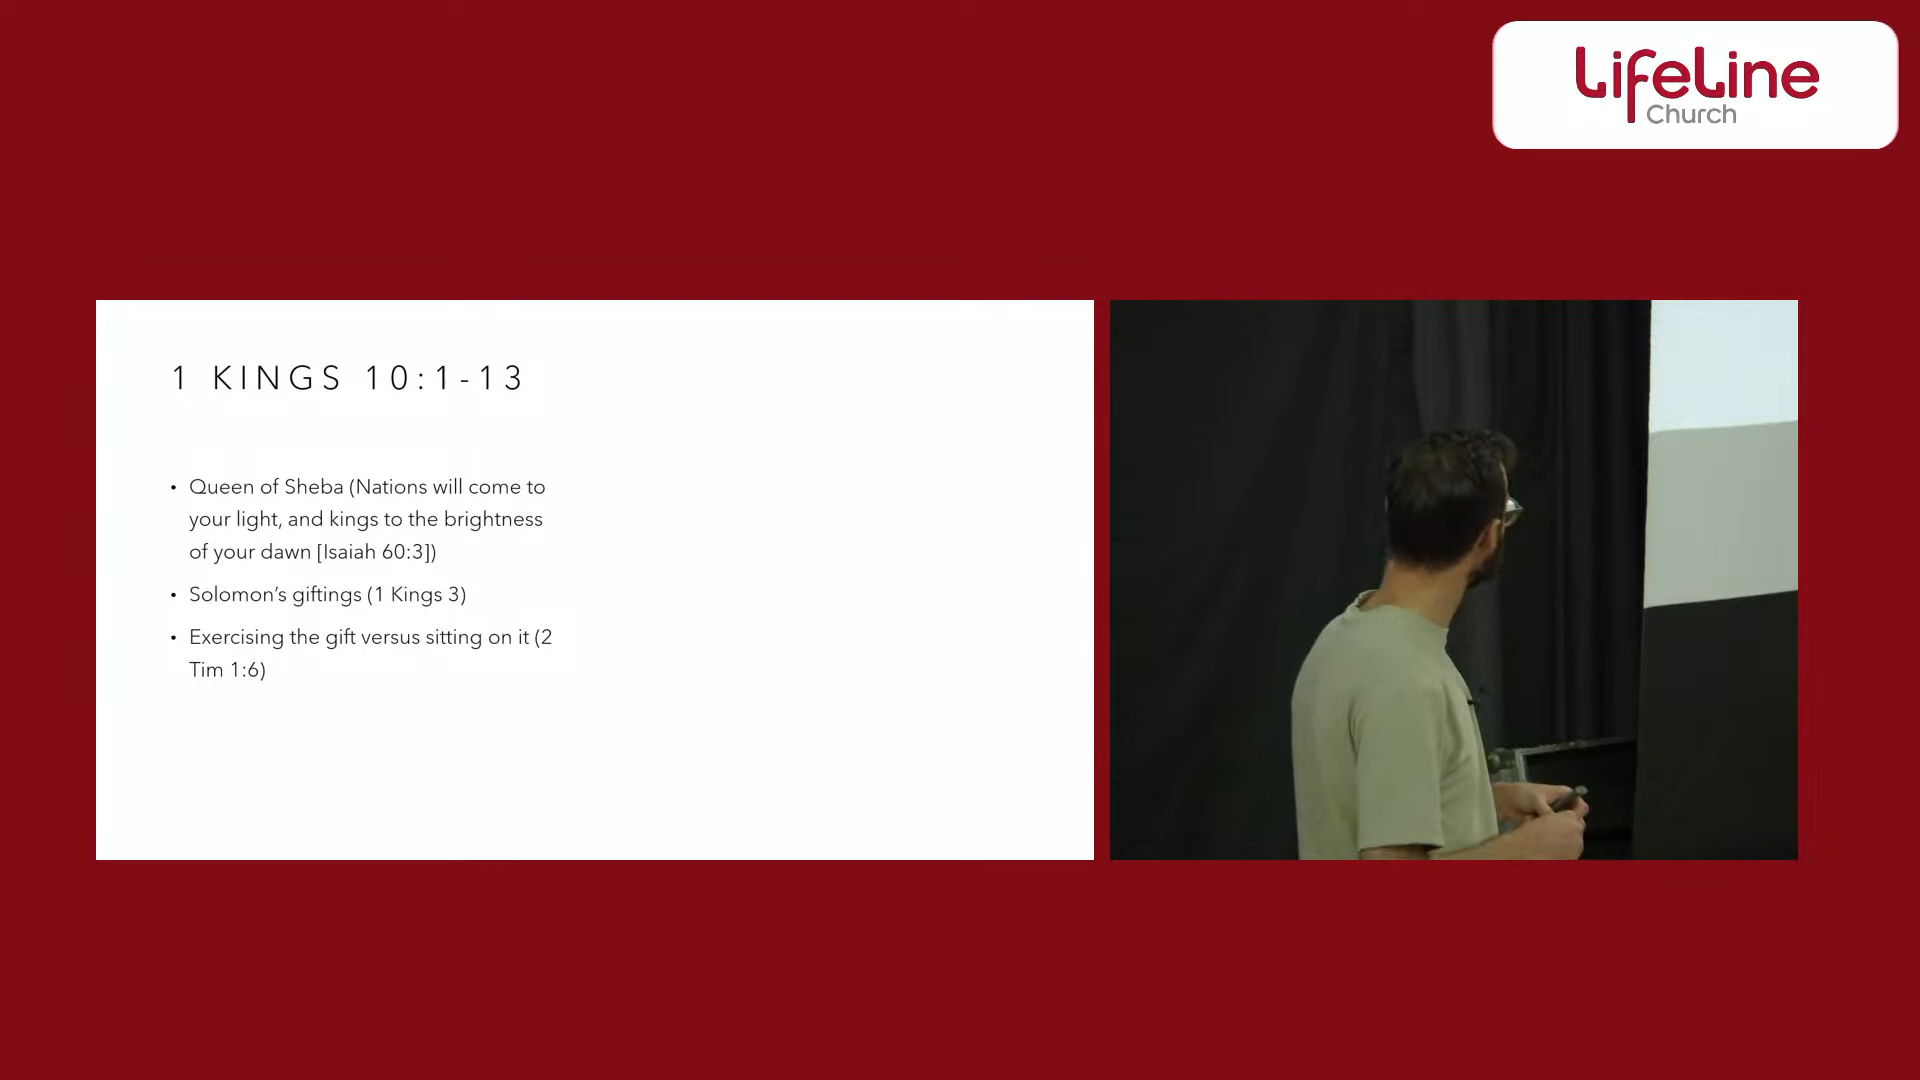 LifeLine
Church
1 KINGS 10:1-13
• Queen of Sheba (Nations will come to
your light, and kings to the brightness
of your dawn [Isaiah 60:3])
• Solomon’s giftings (1 Kings 3)
• Exercising the gift versus sitting on it (2
Tim 1:6)